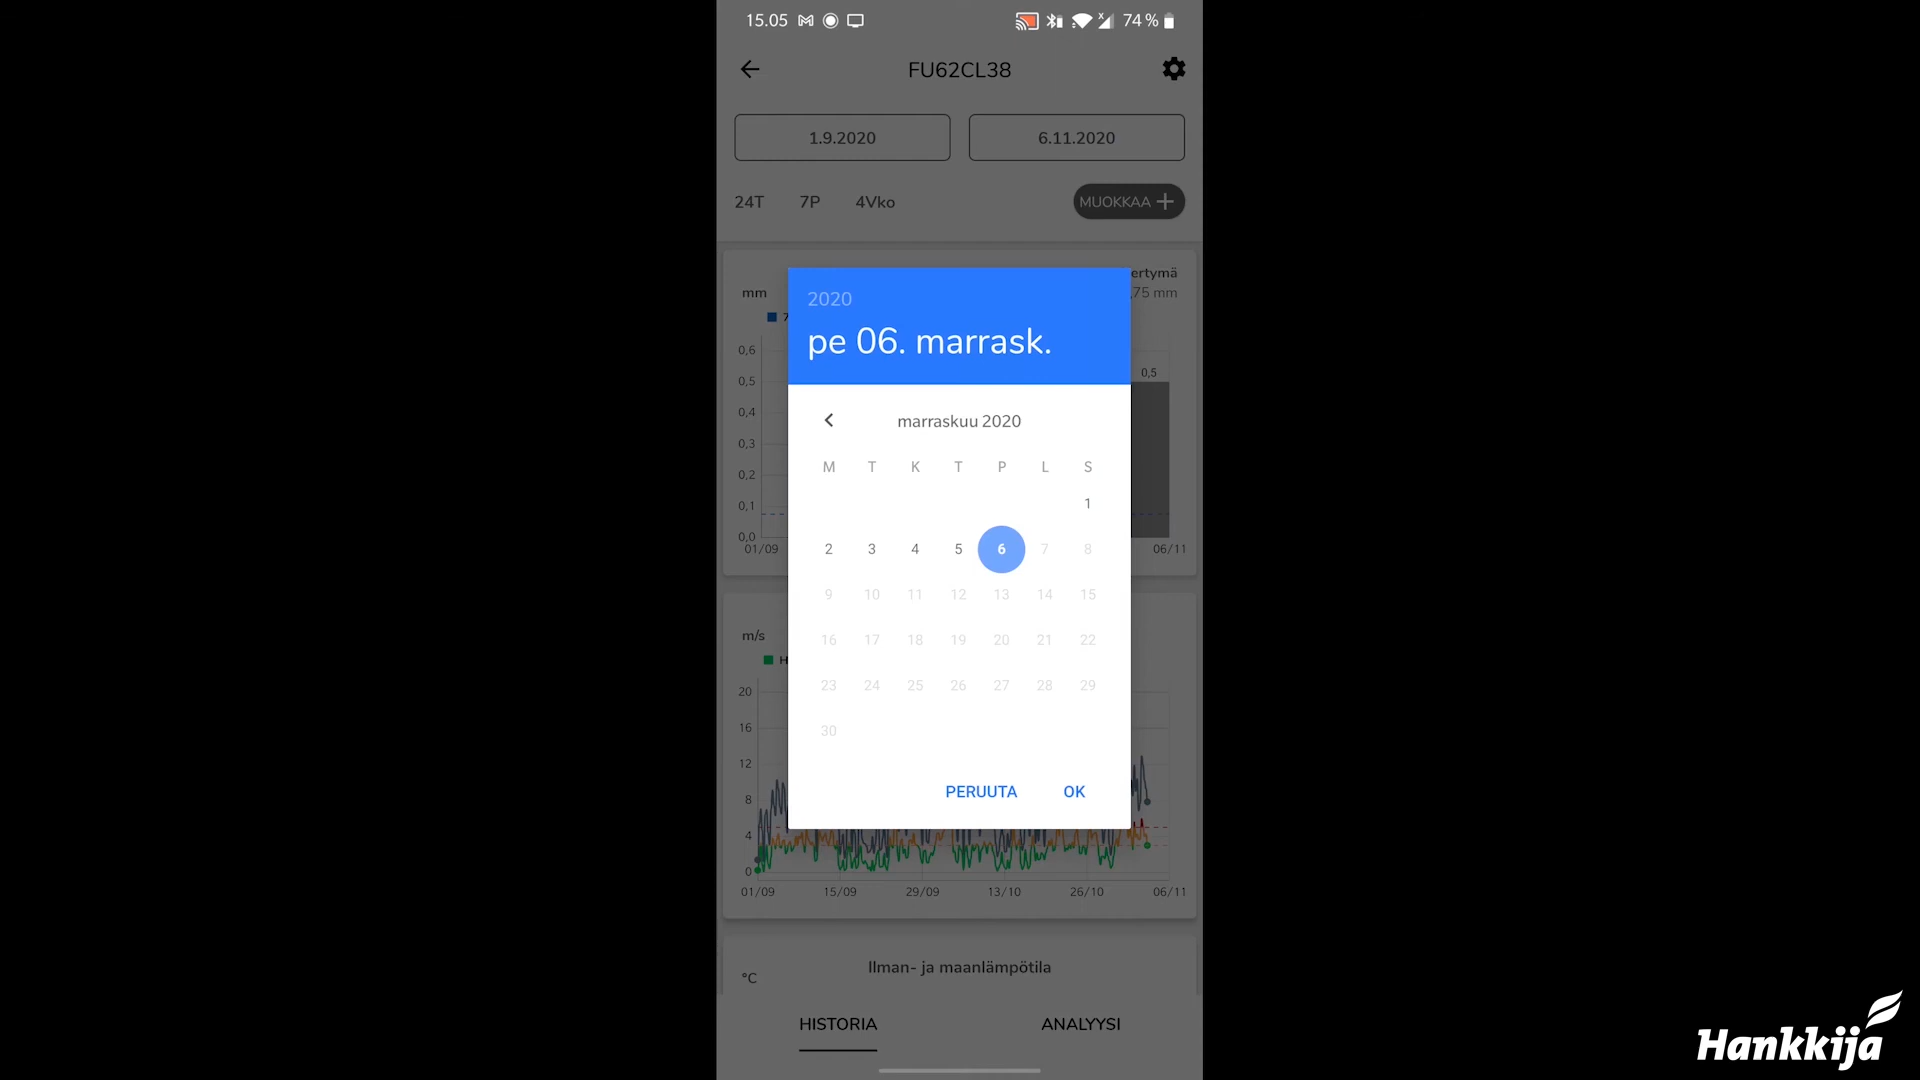 15.05 74 %
FU62CL38
1.9.2020 6.11.2020
24T 7P 4Vko MUOKKAA
ertymä
mm ,75 mm
7
2020
pe 06. marrask.
0,6
0,5
0,4
0,3
0,2
0,1
0,0
0,5
01/09 06/11
marraskuu 2020
M T K T P L S
1
2 3 4 5 6 7 8
9 10 11 12 13 14 15
16 17 18 19 20 21 22
23 24 25 26 27 28 29
30
PERUUTA OK
m/s
H
20
16
12
8
4
0
01/09 15/09 29/09 13/10 26/10 06/11
Ilman- ja maanlämpötila
°C
HISTORIA ANALYYSI
Hankkija